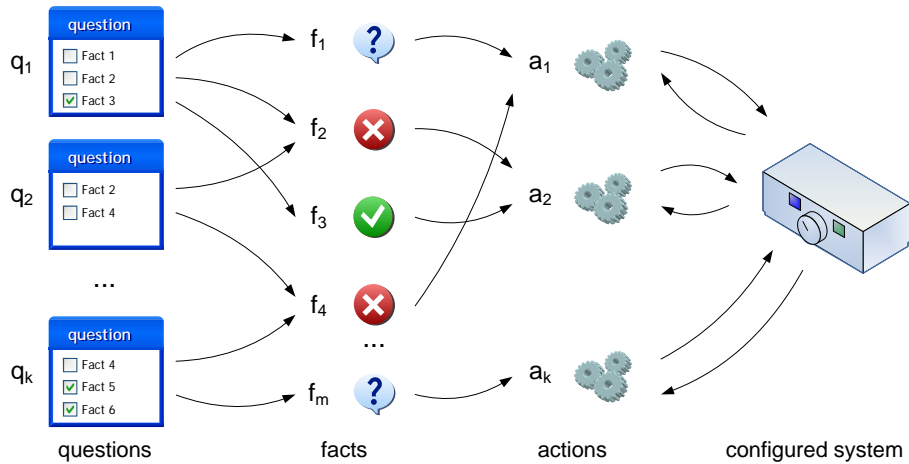 question
Fact 1
Fact 2
Fact 3
q1
question
Fact 2
Fact 4
q2
...
question
Fact 4
Fact 5
Fact 6
qk
questions
f1
?
f2
f3
f4
...
fm
?
facts
a1
a2
ak
actions
configured system